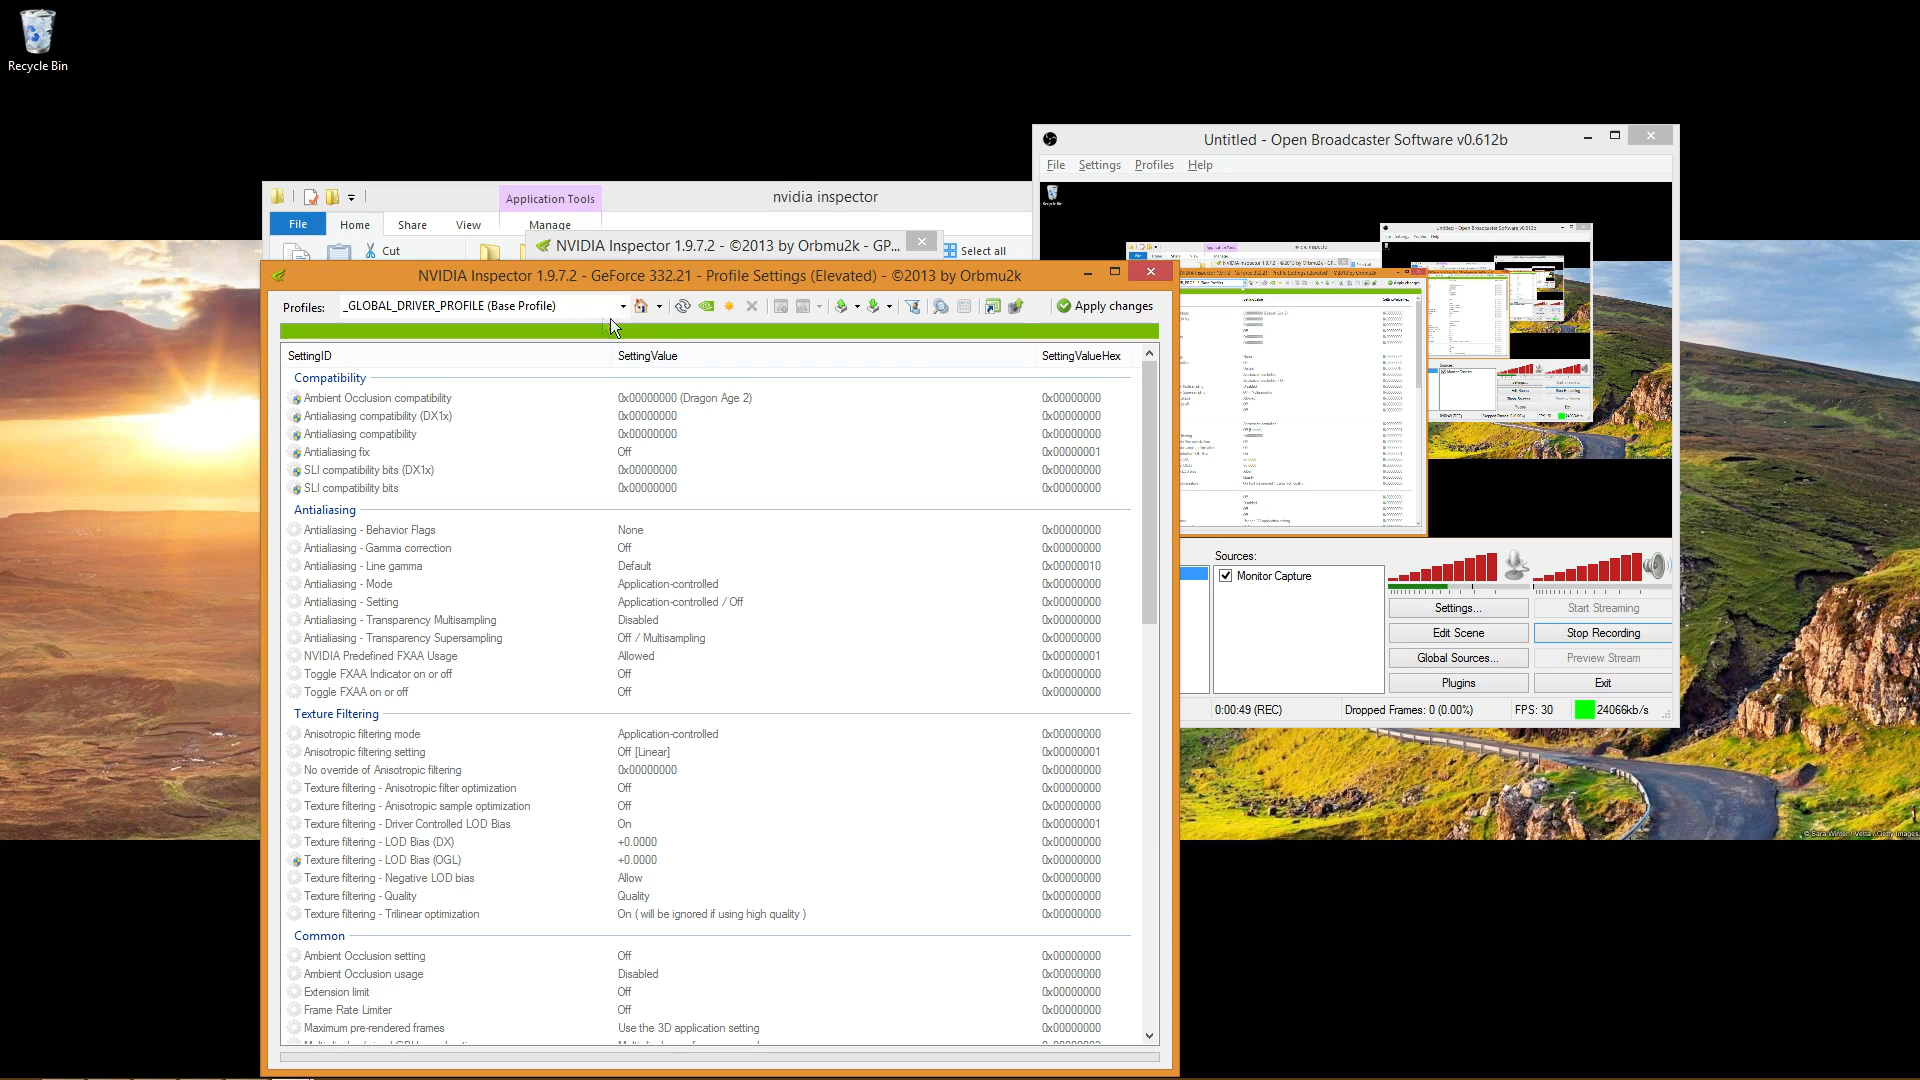 Recycle Bin
Untitled - Open Broadcaster Software v0.612b
File Settings Profiles Help
Application Tools
nvidia inspector
File Home Share View Manage
Cut
Select all
NVIDIA Inspector 1.9.7.2 - ©2013 by Orbmu2k - GP...
NVIDIA Inspector 1.9.7.2 - GeForce 332.21 - Profile Settings (Elevated) - ©2013 by Orbmu2k
Profiles: _GLOBAL_DRIVER_PROFILE (Base Profile) Apply changes
SettingID SettingValue SettingValueHex
Compatibility
Ambient Occlusion compatibility 0x00000000 (Dragon Age 2) 0x00000000
Antialiasing compatibility (DX1x) 0x00000000 0x00000000
Antialiasing compatibility 0x00000000 0x00000000
Antialiasing fix Off 0x00000001
SLI compatibility bits (DX1x) 0x00000000 0x00000000
SLI compatibility bits 0x00000000 0x00000000
Antialiasing
Antialiasing - Behavior Flags None 0x00000000
Antialiasing - Gamma correction Off 0x00000000
Antialiasing - Line gamma Default 0x00000010
Antialiasing - Mode Application-controlled 0x00000000
Antialiasing - Setting Application-controlled / Off 0x00000000
Antialiasing - Transparency Multisampling Disabled 0x00000000
Antialiasing - Transparency Supersampling Off / Multisampling 0x00000000
NVIDIA Predefined FXAA Usage Allowed 0x00000001
Toggle FXAA Indicator on or off Off 0x00000000
Toggle FXAA on or off Off 0x00000000
Texture Filtering
Anisotropic filtering mode Application-controlled 0x00000000
Anisotropic filtering setting Off [Linear] 0x00000001
No override of Anisotropic filtering 0x00000000 0x00000000
Texture filtering - Anisotropic filter optimization Off 0x00000000
Texture filtering - Anisotropic sample optimization Off 0x00000000
Texture filtering - Driver Controlled LOD Bias On 0x00000001
Texture filtering - LOD Bias (DX) +0.0000 0x00000000
Texture filtering - LOD Bias (OGL) +0.0000 0x00000000
Texture filtering - Negative LOD bias Allow 0x00000000
Texture filtering - Quality Quality 0x00000000
Texture filtering - Trilinear optimization On ( will be ignored if using high quality ) 0x00000000
Common
Ambient Occlusion setting Off 0x00000000
Ambient Occlusion usage Disabled 0x00000000
Extension limit Off 0x00000000
Frame Rate Limiter Off 0x00000000
Maximum pre-rendered frames Use the 3D application setting 0x00000000
Sources:
Monitor Capture
Settings... Start Streaming
Edit Scene Stop Recording
Global Sources... Preview Stream
Plugins Exit
0:00:49 (REC) Dropped Frames: 0 (0.00%) FPS: 30 24066kb/s
© Sara Winter / Vetta / Getty Images